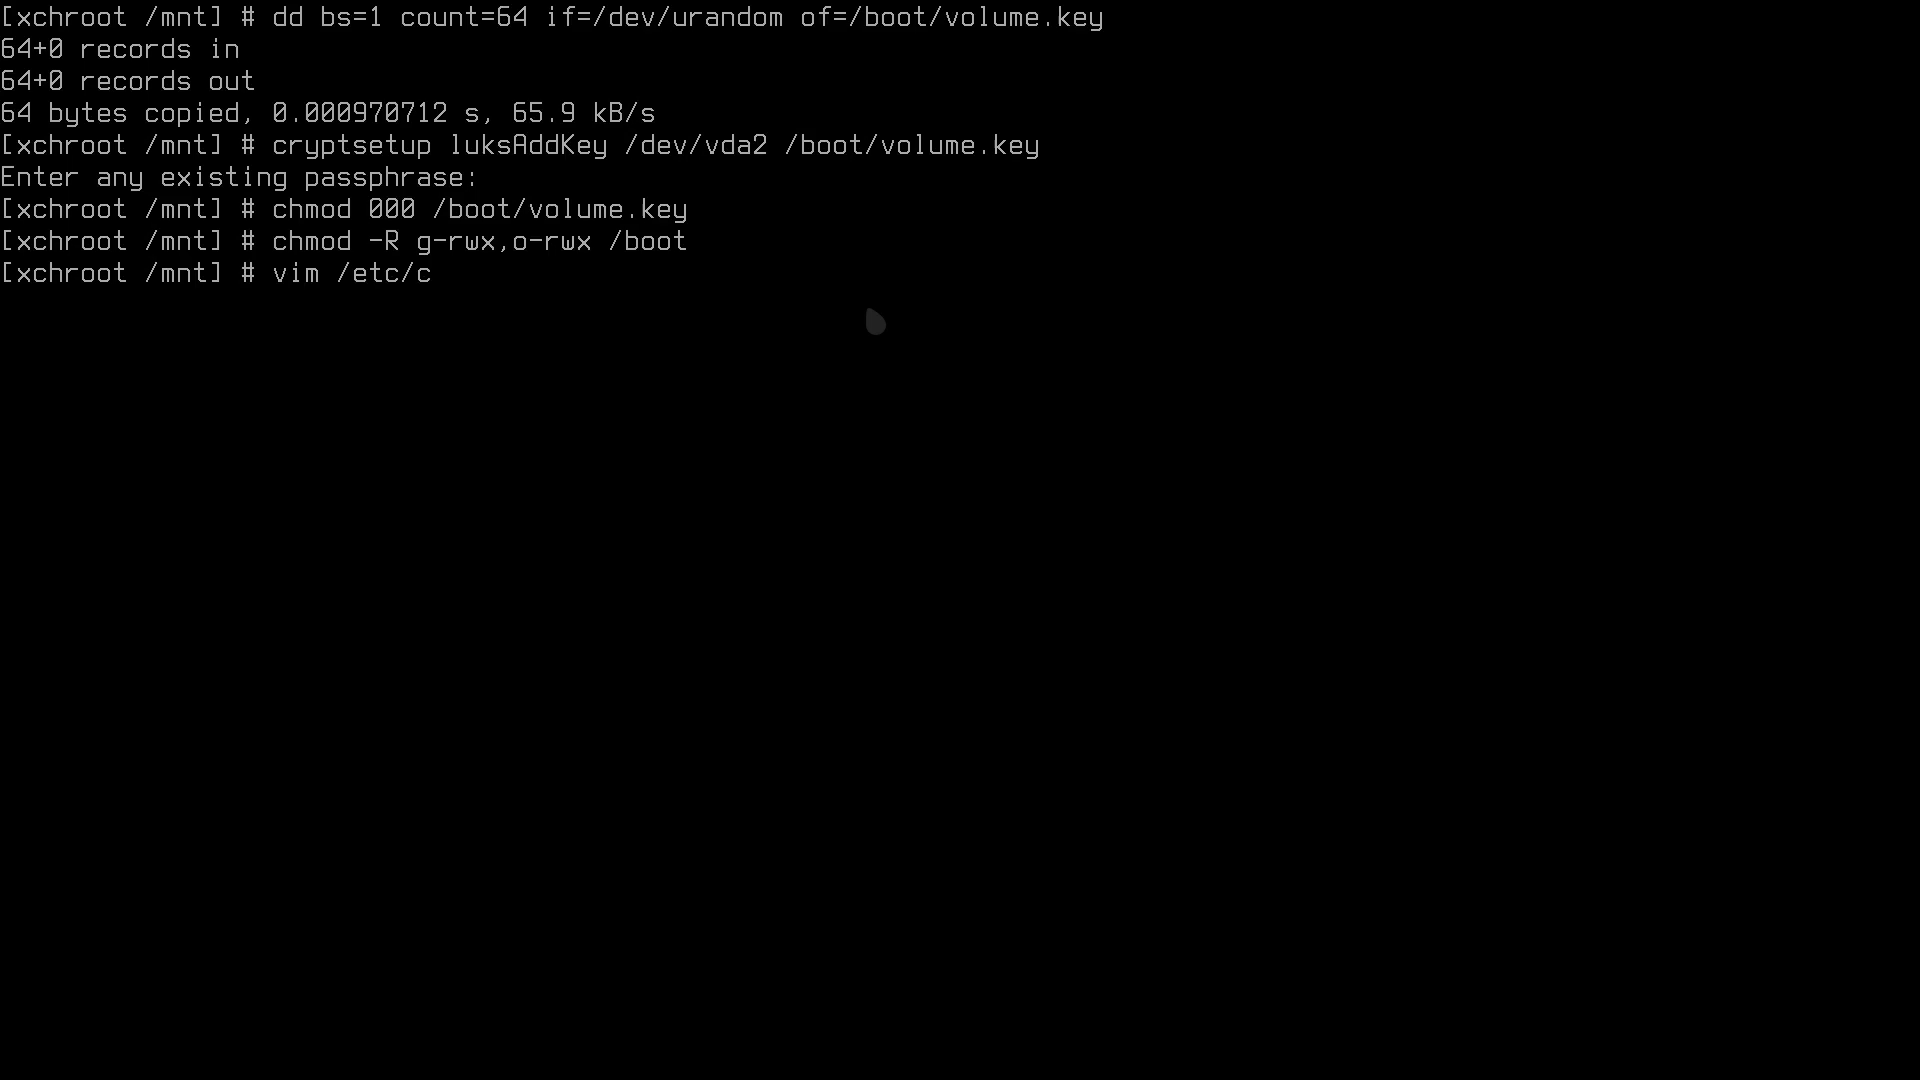 [xchroot /mnt] # dd bs=1 count=64 if=/dev/urandom of=/boot/volume.key
64+0 records in
64+0 records out
64 bytes copied, 0.000970712 s, 65.9 kB/s
[xchroot /mnt] # cryptsetup luksAddKey /dev/vda2 /boot/volume.key
Enter any existing passphrase:
[xchroot /mnt] # chmod 000 /boot/volume.key
[xchroot /mnt] # chmod -R g-rwx,o-rwx /boot
[xchroot /mnt] # vim /etc/c